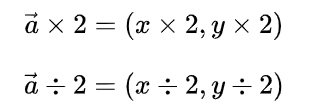 a⃗ × 2 = (x × 2, y × 2)
a⃗ ÷ 2 = (x ÷ 2, y ÷ 2)